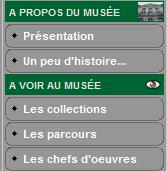 A PROPOS DU MUSÉE
Présentation
Un peu d'histoire...
A VOIR AU MUSÉE
Les collections
Les parcours
Les chefs d'oeuvres